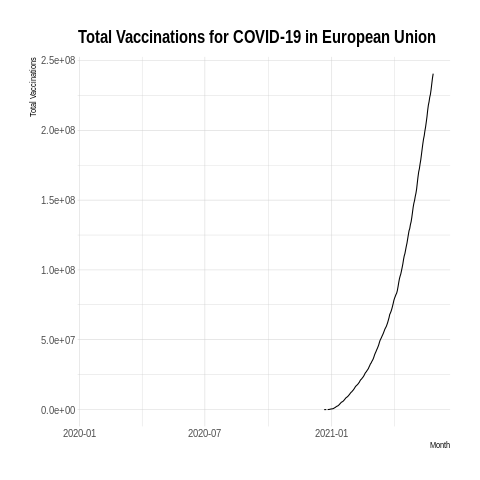 Total Vaccinations for COVID-19 in European Union
Total Vaccinations
2.5e+08
2.0e+08
1.5e+08
1.0e+08
5.0e+07
0.0e+00
2020-01 2020-07 2021-01
Month